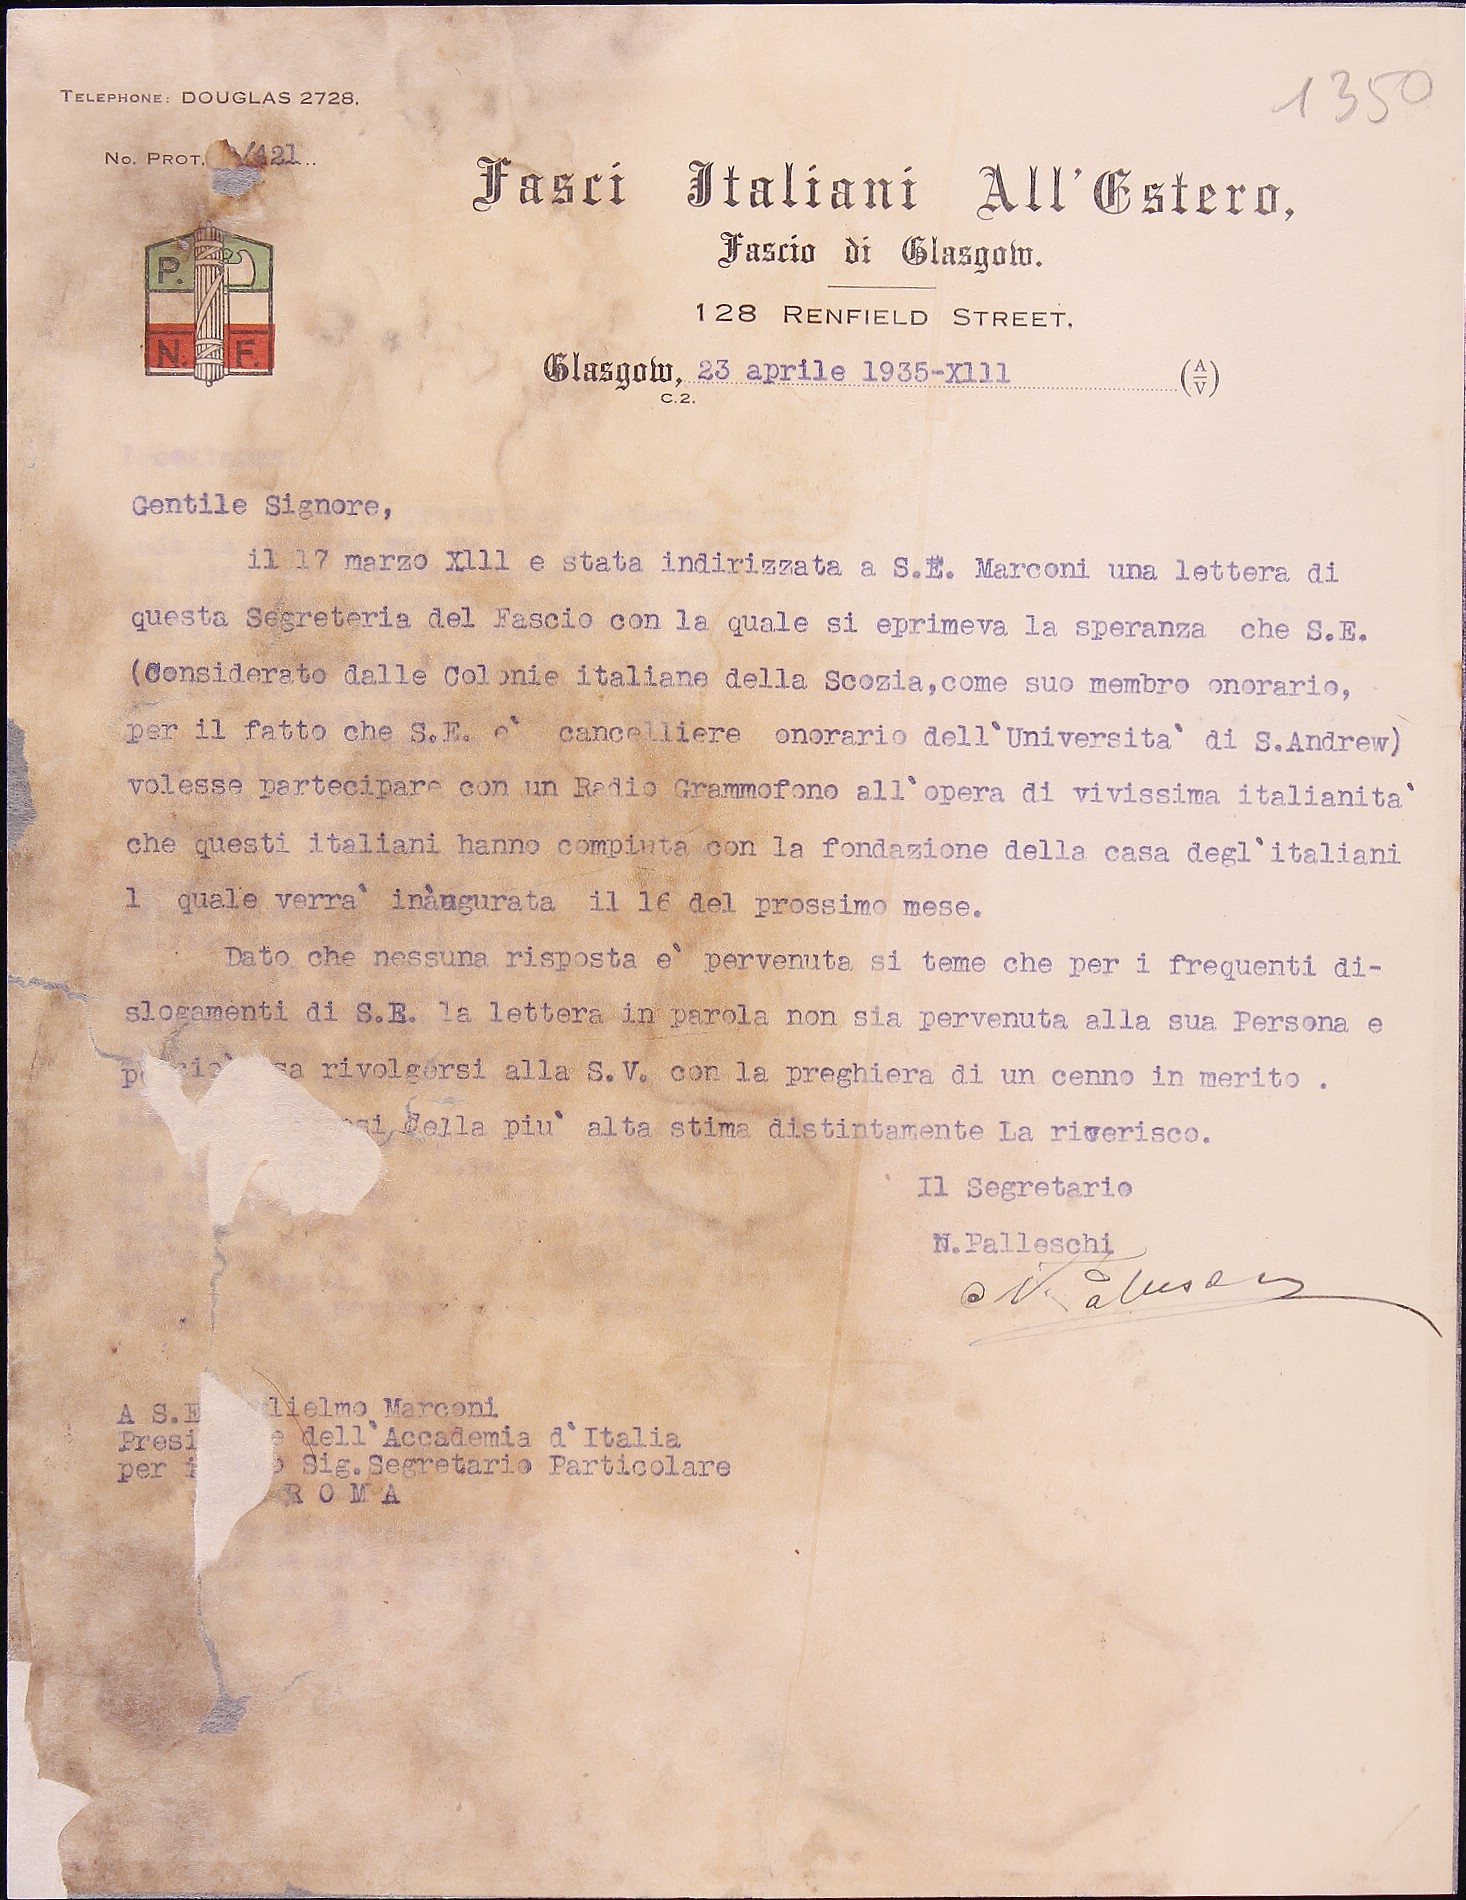 1350
TELEPHONE: DOUGLAS 2728.
No. PROT. /421
Fasci Italiani All'Estero,
Fascio di Glasgow.
128 RENFIELD STREET,
P.
N. F.
Glasgow, 23 aprile 1935-Xlll (A/V)
C.2.
Gentile Signore,
il 17 marzo Xlll e stata indirizzata a S.E. Marconi una lettera di
questa Segreteria del Fascio con la quale si eprimeva la speranza che S.E.
(Considerato dalle Colonie italiane della Scozia,come suo membro onorario,
per il fatto che S.E. e` cancelliere onorario dell`Universita` di S.Andrew)
volesse partecipare con un Radio Grammofono all`opera di vivissima italianita`
che questi italiani hanno compiuta con la fondazione della casa degl`italiani
l quale verra` inàugurata il 16 del prossimo mese.
Dato che nessuna risposta e` pervenuta si teme che per i frequenti di-
slogamenti di S.E. la lettera in parola non sia pervenuta alla sua Persona e
rivolgersi alla S.V. con la preghiera di un cenno in merito .
della piu` alta stima distintamente La riverisco.
Il Segretario
N.Palleschi
A S.E. Marconi
dell`Accademia d`Italia
per Sig.Segretario Particolare
R O M A